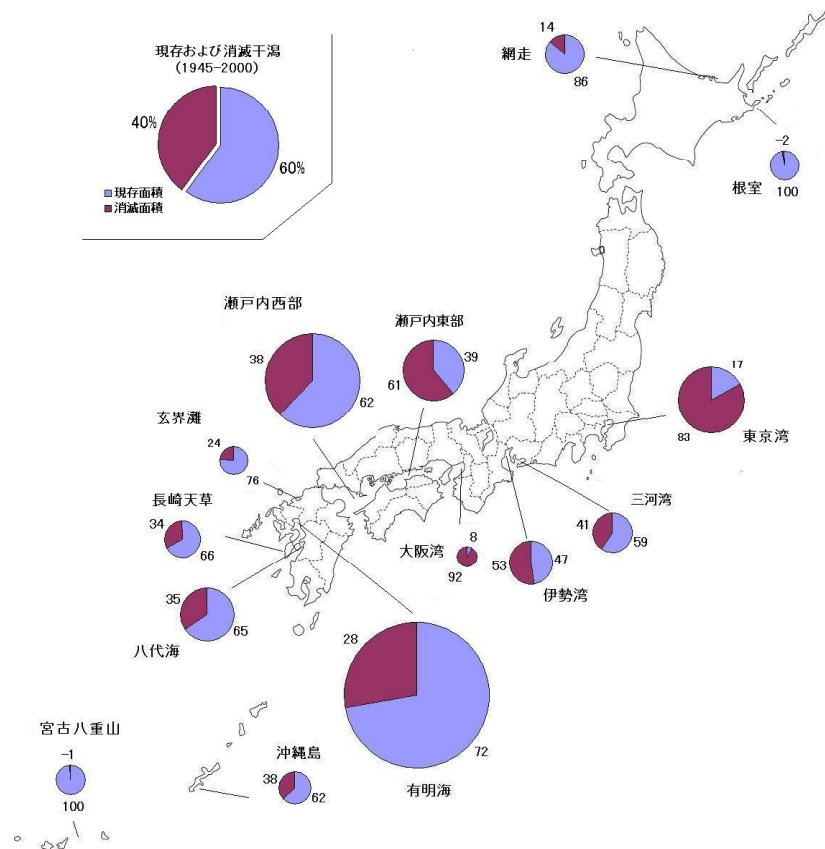 現存および消滅干潟
(1945-2000)
40%
60%
現存面積
消滅面積
14
網走
86
-2
100
根室
瀬戸内西部
38
62
瀬戸内東部
39
61
17
83
東京湾
玄界灘
24
76
長崎天草
34
66
大阪湾
8
92
53
47
伊勢湾
三河湾
41
59
35
65
八代海
28
72
有明海
宮古八重山
-1
100
沖縄島
38
62